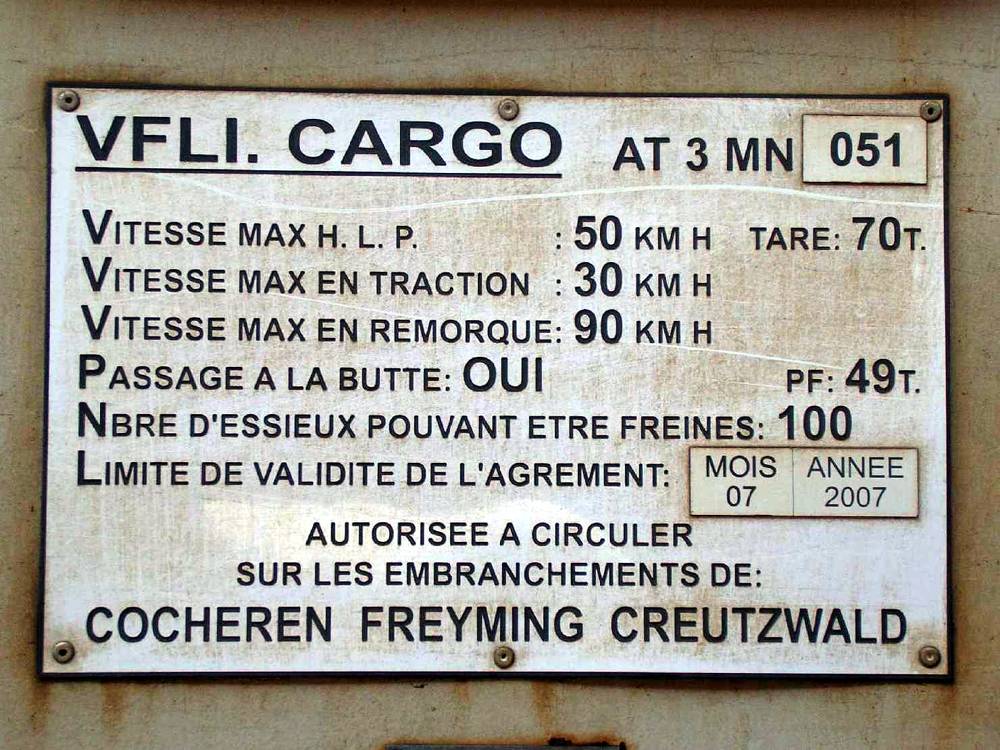 VFLI. CARGO AT 3 MN 051
VITESSE MAX H. L. P. : 50 KM H TARE: 70T.
VITESSE MAX EN TRACTION : 30 KM H
VITESSE MAX EN REMORQUE: 90 KM H
PASSAGE A LA BUTTE: OUI PF: 49T.
NBRE D'ESSIEUX POUVANT ETRE FREINES: 100
LIMITE DE VALIDITE DE L'AGREMENT: MOIS ANNEE
07 2007
AUTORISEE A CIRCULER
SUR LES EMBRANCHEMENTS DE:
COCHEREN FREYMING CREUTZWALD